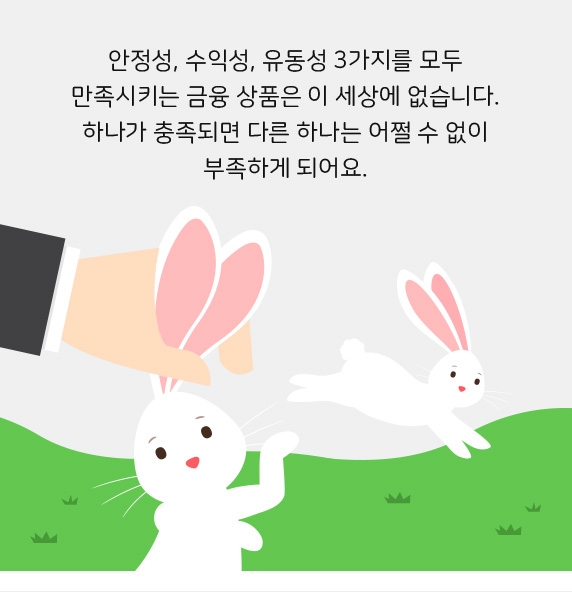 안정성, 수익성, 유동성 3가지를 모두
만족시키는 금융 상품은 이 세상에 없습니다.
하나가 충족되면 다른 하나는 어쩔 수 없이
부족하게 되어요.